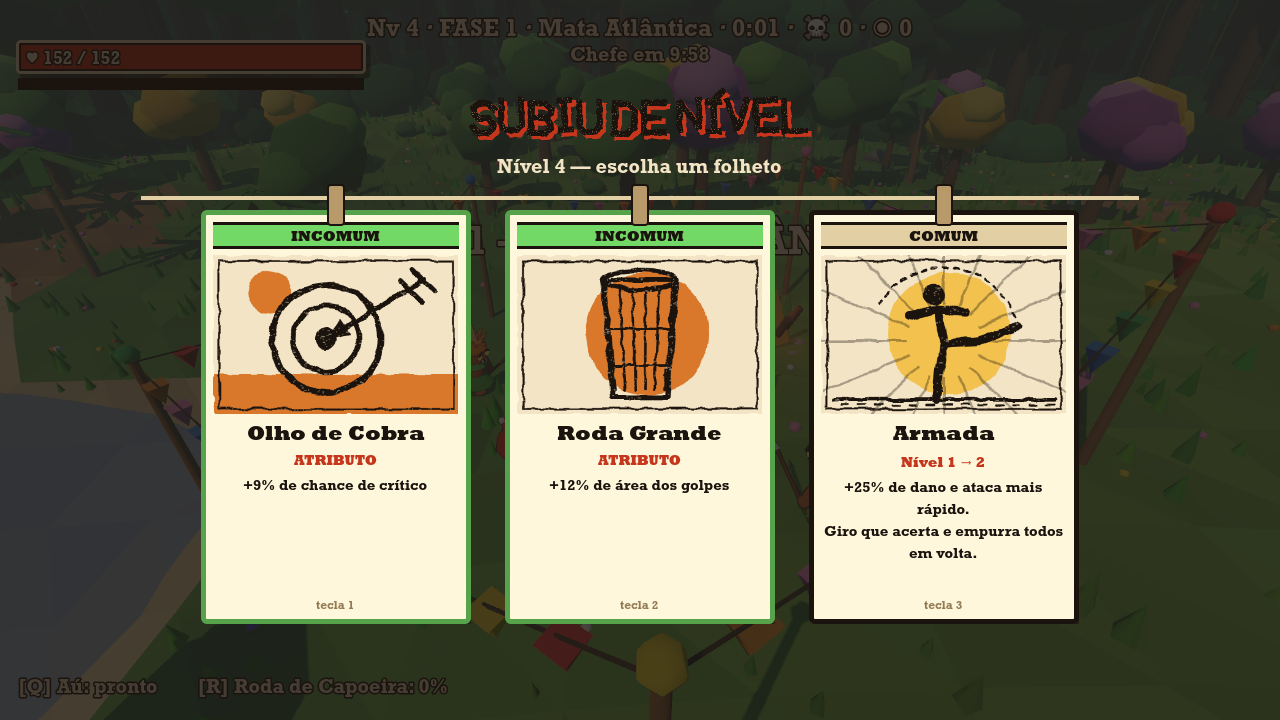 Nv 4 · FASE 1 · Mata Atlântica · 0:01 · ☠ 0 · ◉ 0
Chefe em 9:58
♥ 152 / 152
SUBIU DE NÍVEL
Nível 4 — escolha um folheto
INCOMUM
Olho de Cobra
ATRIBUTO
+9% de chance de crítico
tecla 1
INCOMUM
Roda Grande
ATRIBUTO
+12% de área dos golpes
tecla 2
COMUM
Armada
Nível 1 → 2
+25% de dano e ataca mais
rápido.
Giro que acerta e empurra todos
em volta.
tecla 3
[Q] Aú: pronto
[R] Roda de Capoeira: 0%